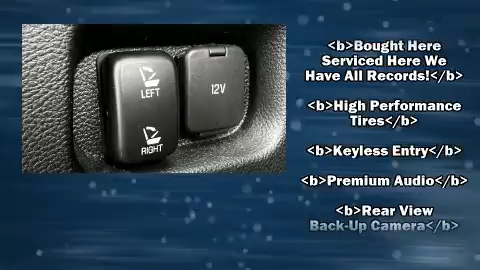 LEFT
12V
RIGHT
<b>Bought Here
Serviced Here We
Have All Records!</b>
<b>High Performance
Tires</b>
<b>Keyless Entry</b>
<b>Premium Audio</b>
<b>Rear View
Back-Up Camera</b>